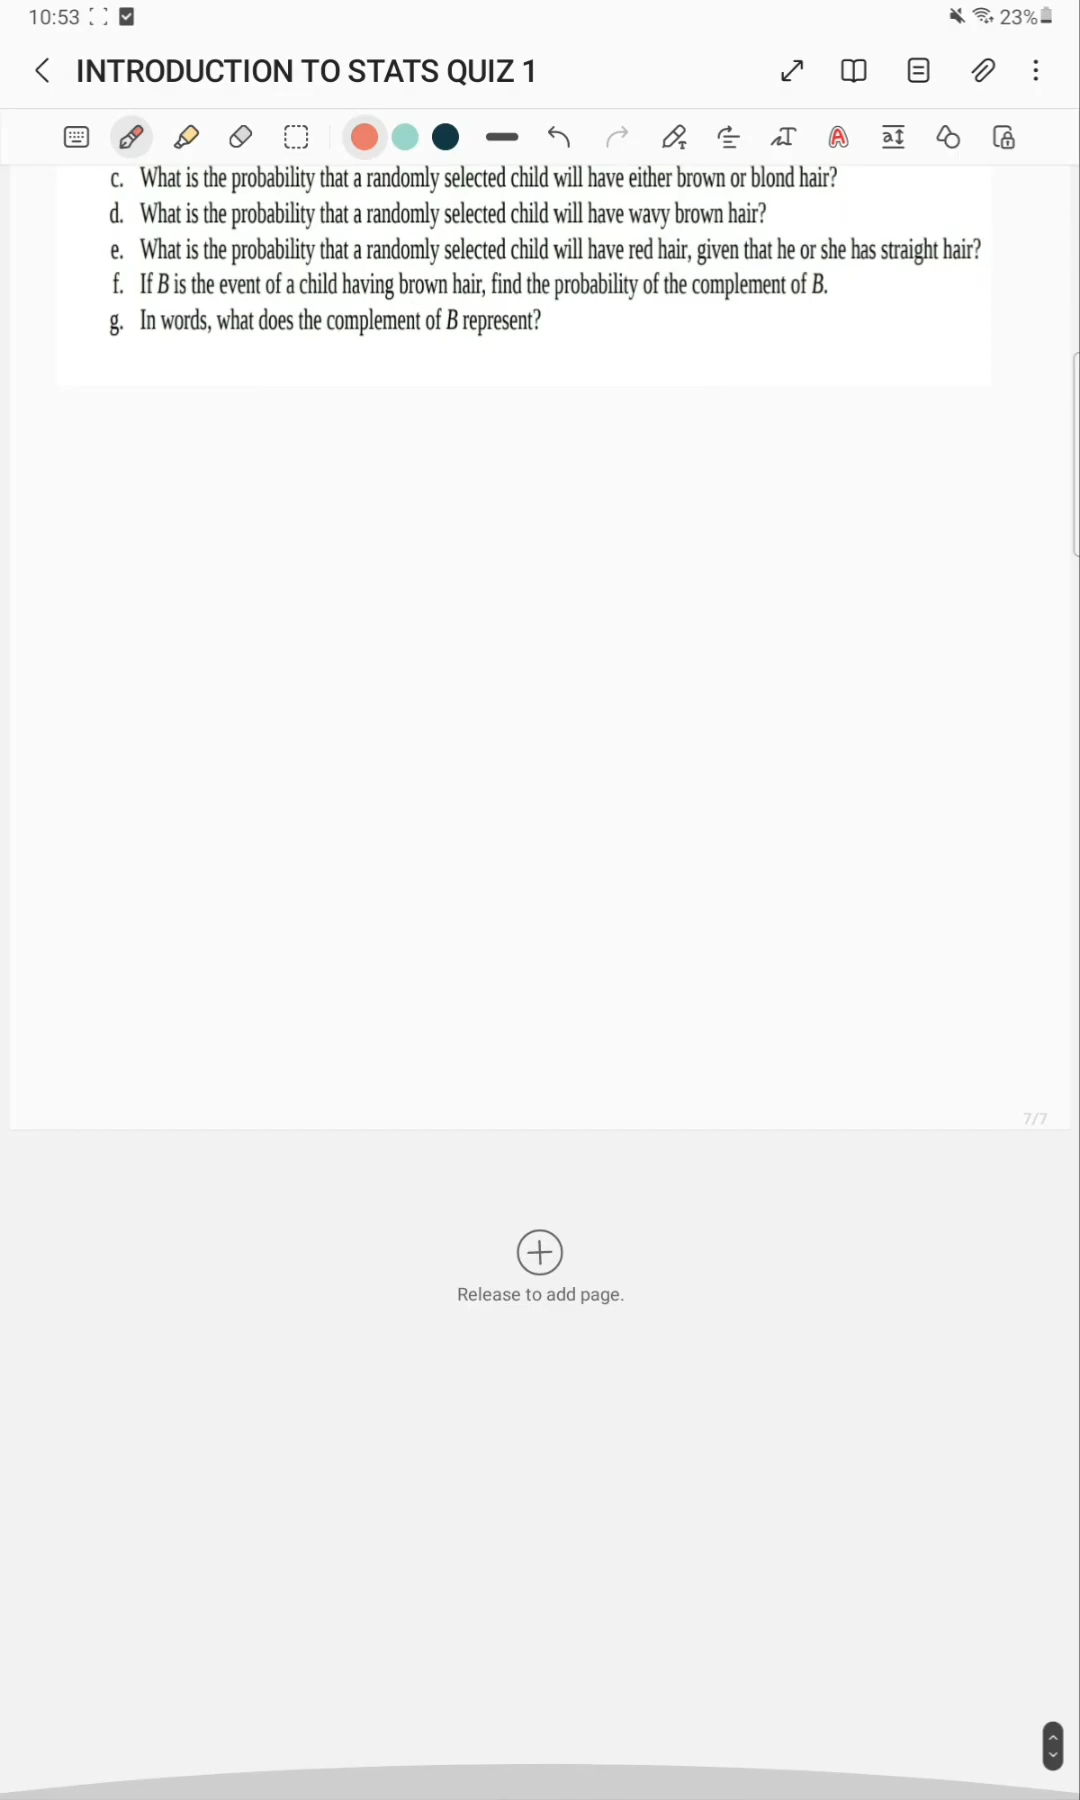 10:53
23%
INTRODUCTION TO STATS QUIZ 1
c. What is the probability that a randomly selected child will have either brown or blond hair?
d. What is the probability that a randomly selected child will have wavy brown hair?
e. What is the probability that a randomly selected child will have red hair, given that he or she has straight hair?
f. If B is the event of a child having brown hair, find the probability of the complement of B.
g. In words, what does the complement of B represent?
7/7
Release to add page.